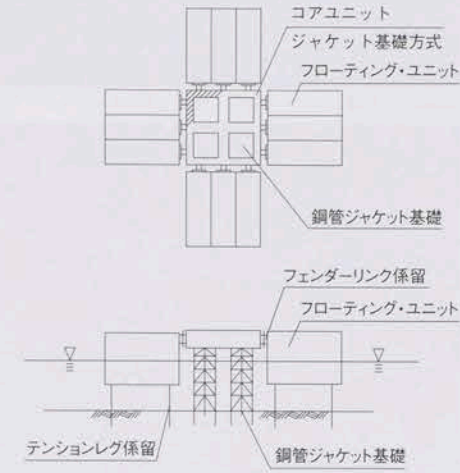 コアユニット
ジャケット基礎方式
フローティング・ユニット
鋼管ジャケット基礎
フェンダーリンク係留
フローティング・ユニット
テンションレグ係留
鋼管ジャケット基礎